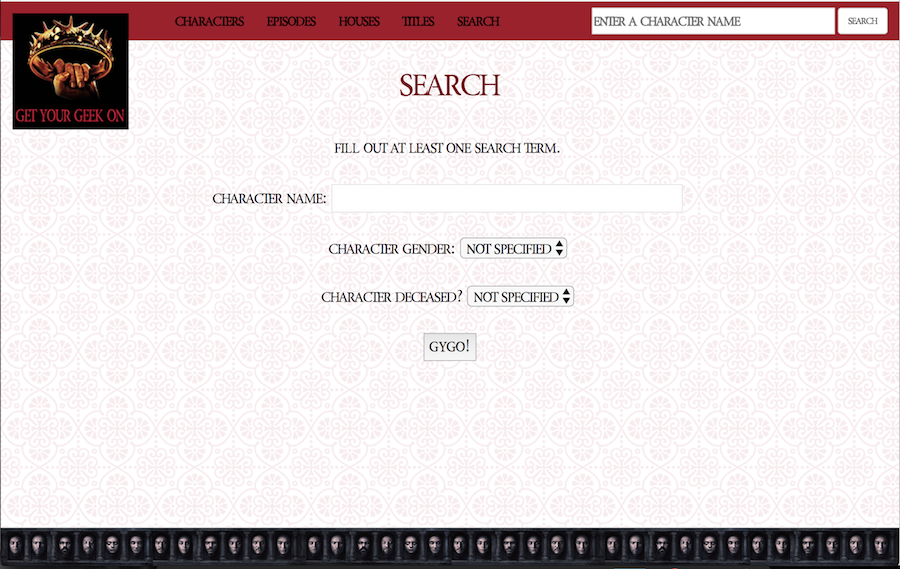 CHARACTERS EPISODES HOUSES TITLES SEARCH ENTER A CHARACTER NAME SEARCH
GET YOUR GEEK ON
SEARCH
FILL OUT AT LEAST ONE SEARCH TERM.
CHARACTER NAME:
CHARACTER GENDER: NOT SPECIFIED
CHARACTER DECEASED? NOT SPECIFIED
GYGO!